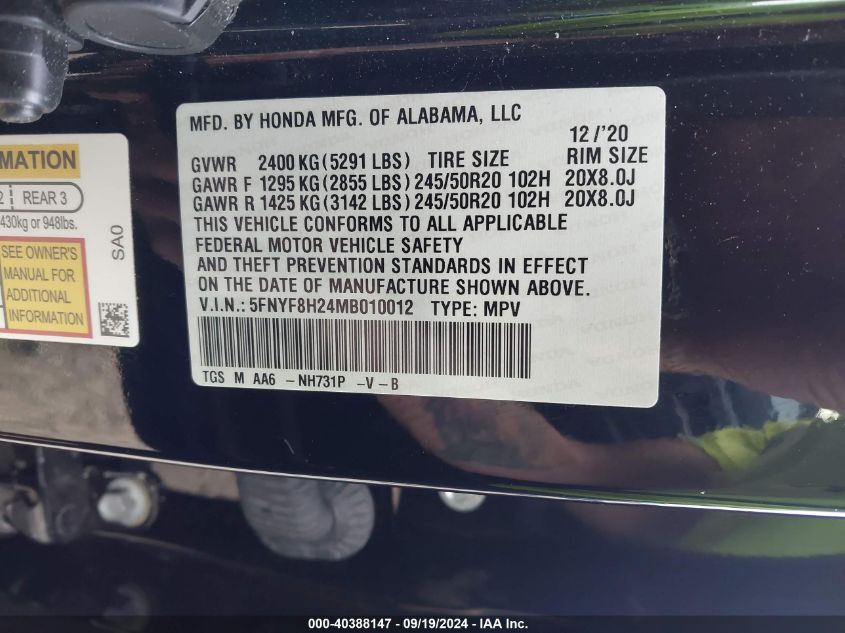 MFD. BY HONDA MFG. OF ALABAMA, LLC
12 /'20
GVWR 2400 KG (5291 LBS) TIRE SIZE RIM SIZE
GAWR F 1295 KG (2855 LBS) 245/50R20 102H 20X8.0J
GAWR R 1425 KG (3142 LBS) 245/50R20 102H 20X8.0J
THIS VEHICLE CONFORMS TO ALL APPLICABLE
FEDERAL MOTOR VEHICLE SAFETY
AND THEFT PREVENTION STANDARDS IN EFFECT
ON THE DATE OF MANUFACTURE SHOWN ABOVE.
V.I.N.: 5FNYF8H24MB010012 TYPE: MPV
TGS M AA6 -NH731P -V-B
MATION
2 REAR 3
430kg or 948lbs.
SEE OWNER'S
MANUAL FOR
ADDITIONAL
INFORMATION
SA0
000-40388147 - 09/19/2024 - IAA Inc.